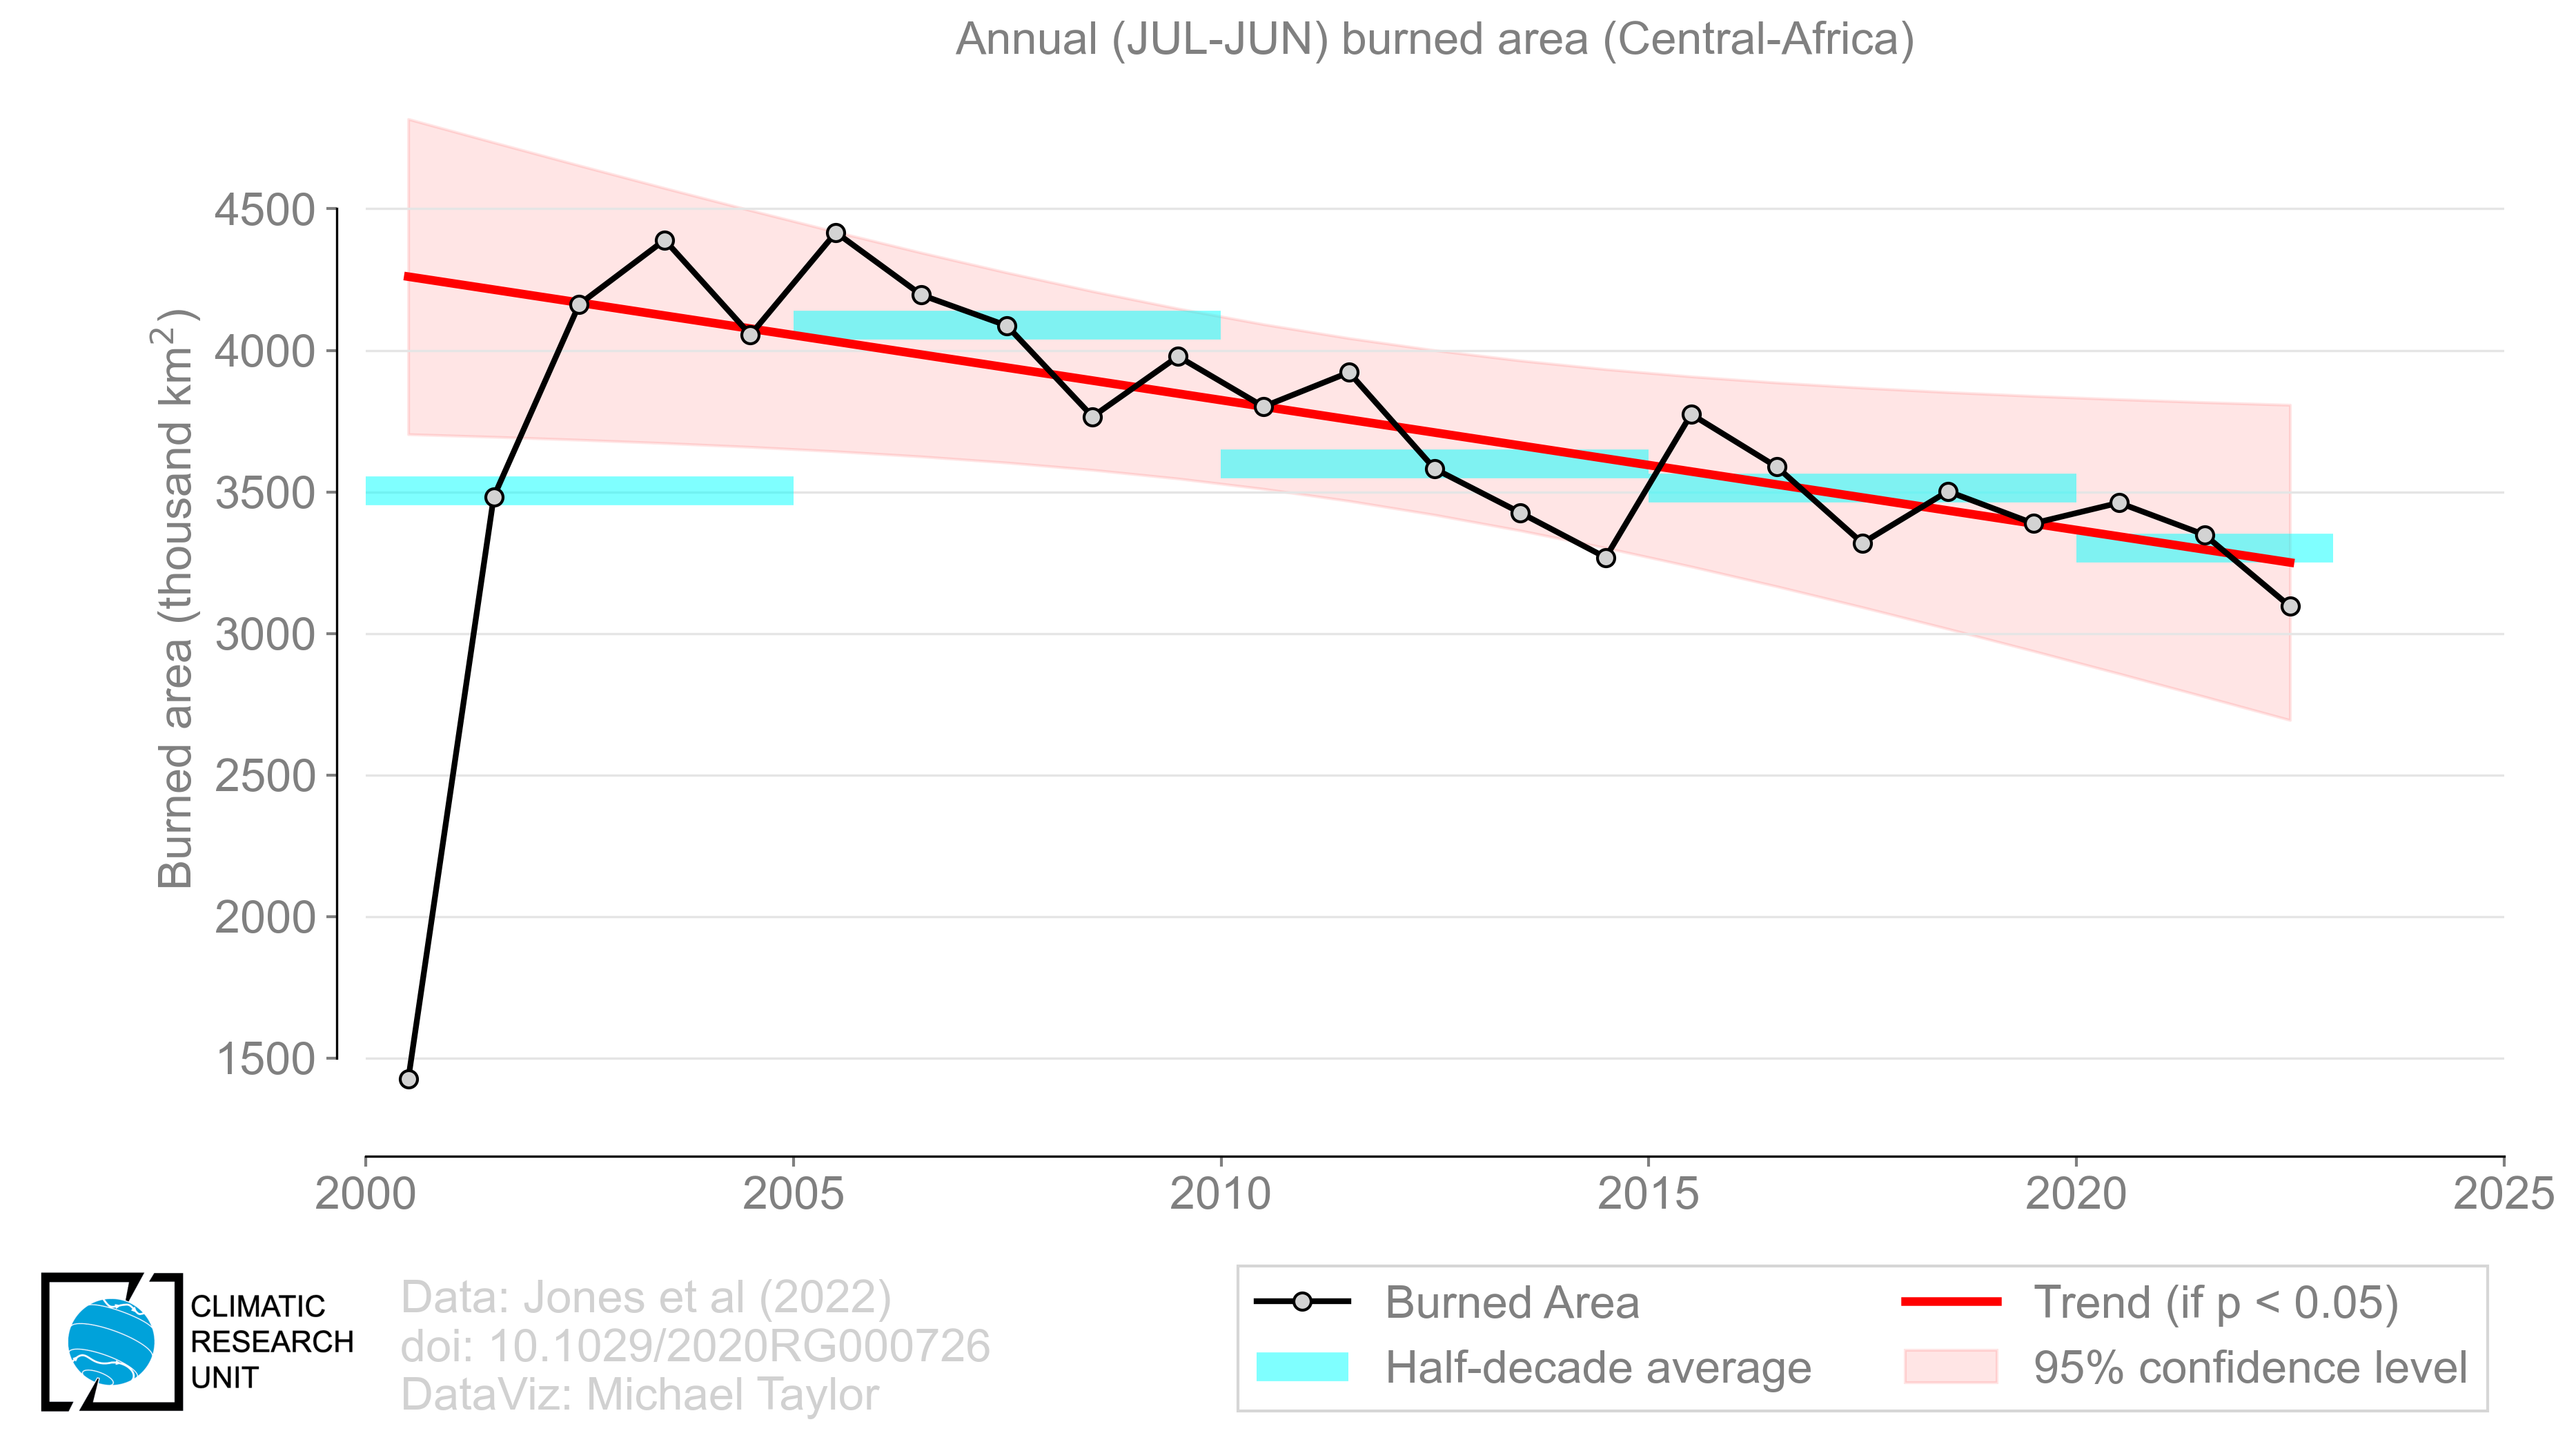 Annual (JUL-JUN) burned area (Central-Africa)
Burned area (thousand km²)
4500
4000
3500
3000
2500
2000
1500
2000
2005
2010
2015
2020
2025
CLIMATIC
RESEARCH
UNIT
Data: Jones et al (2022)
doi: 10.1029/2020RG000726
DataViz: Michael Taylor
Burned Area
Half-decade average
Trend (if p < 0.05)
95% confidence level